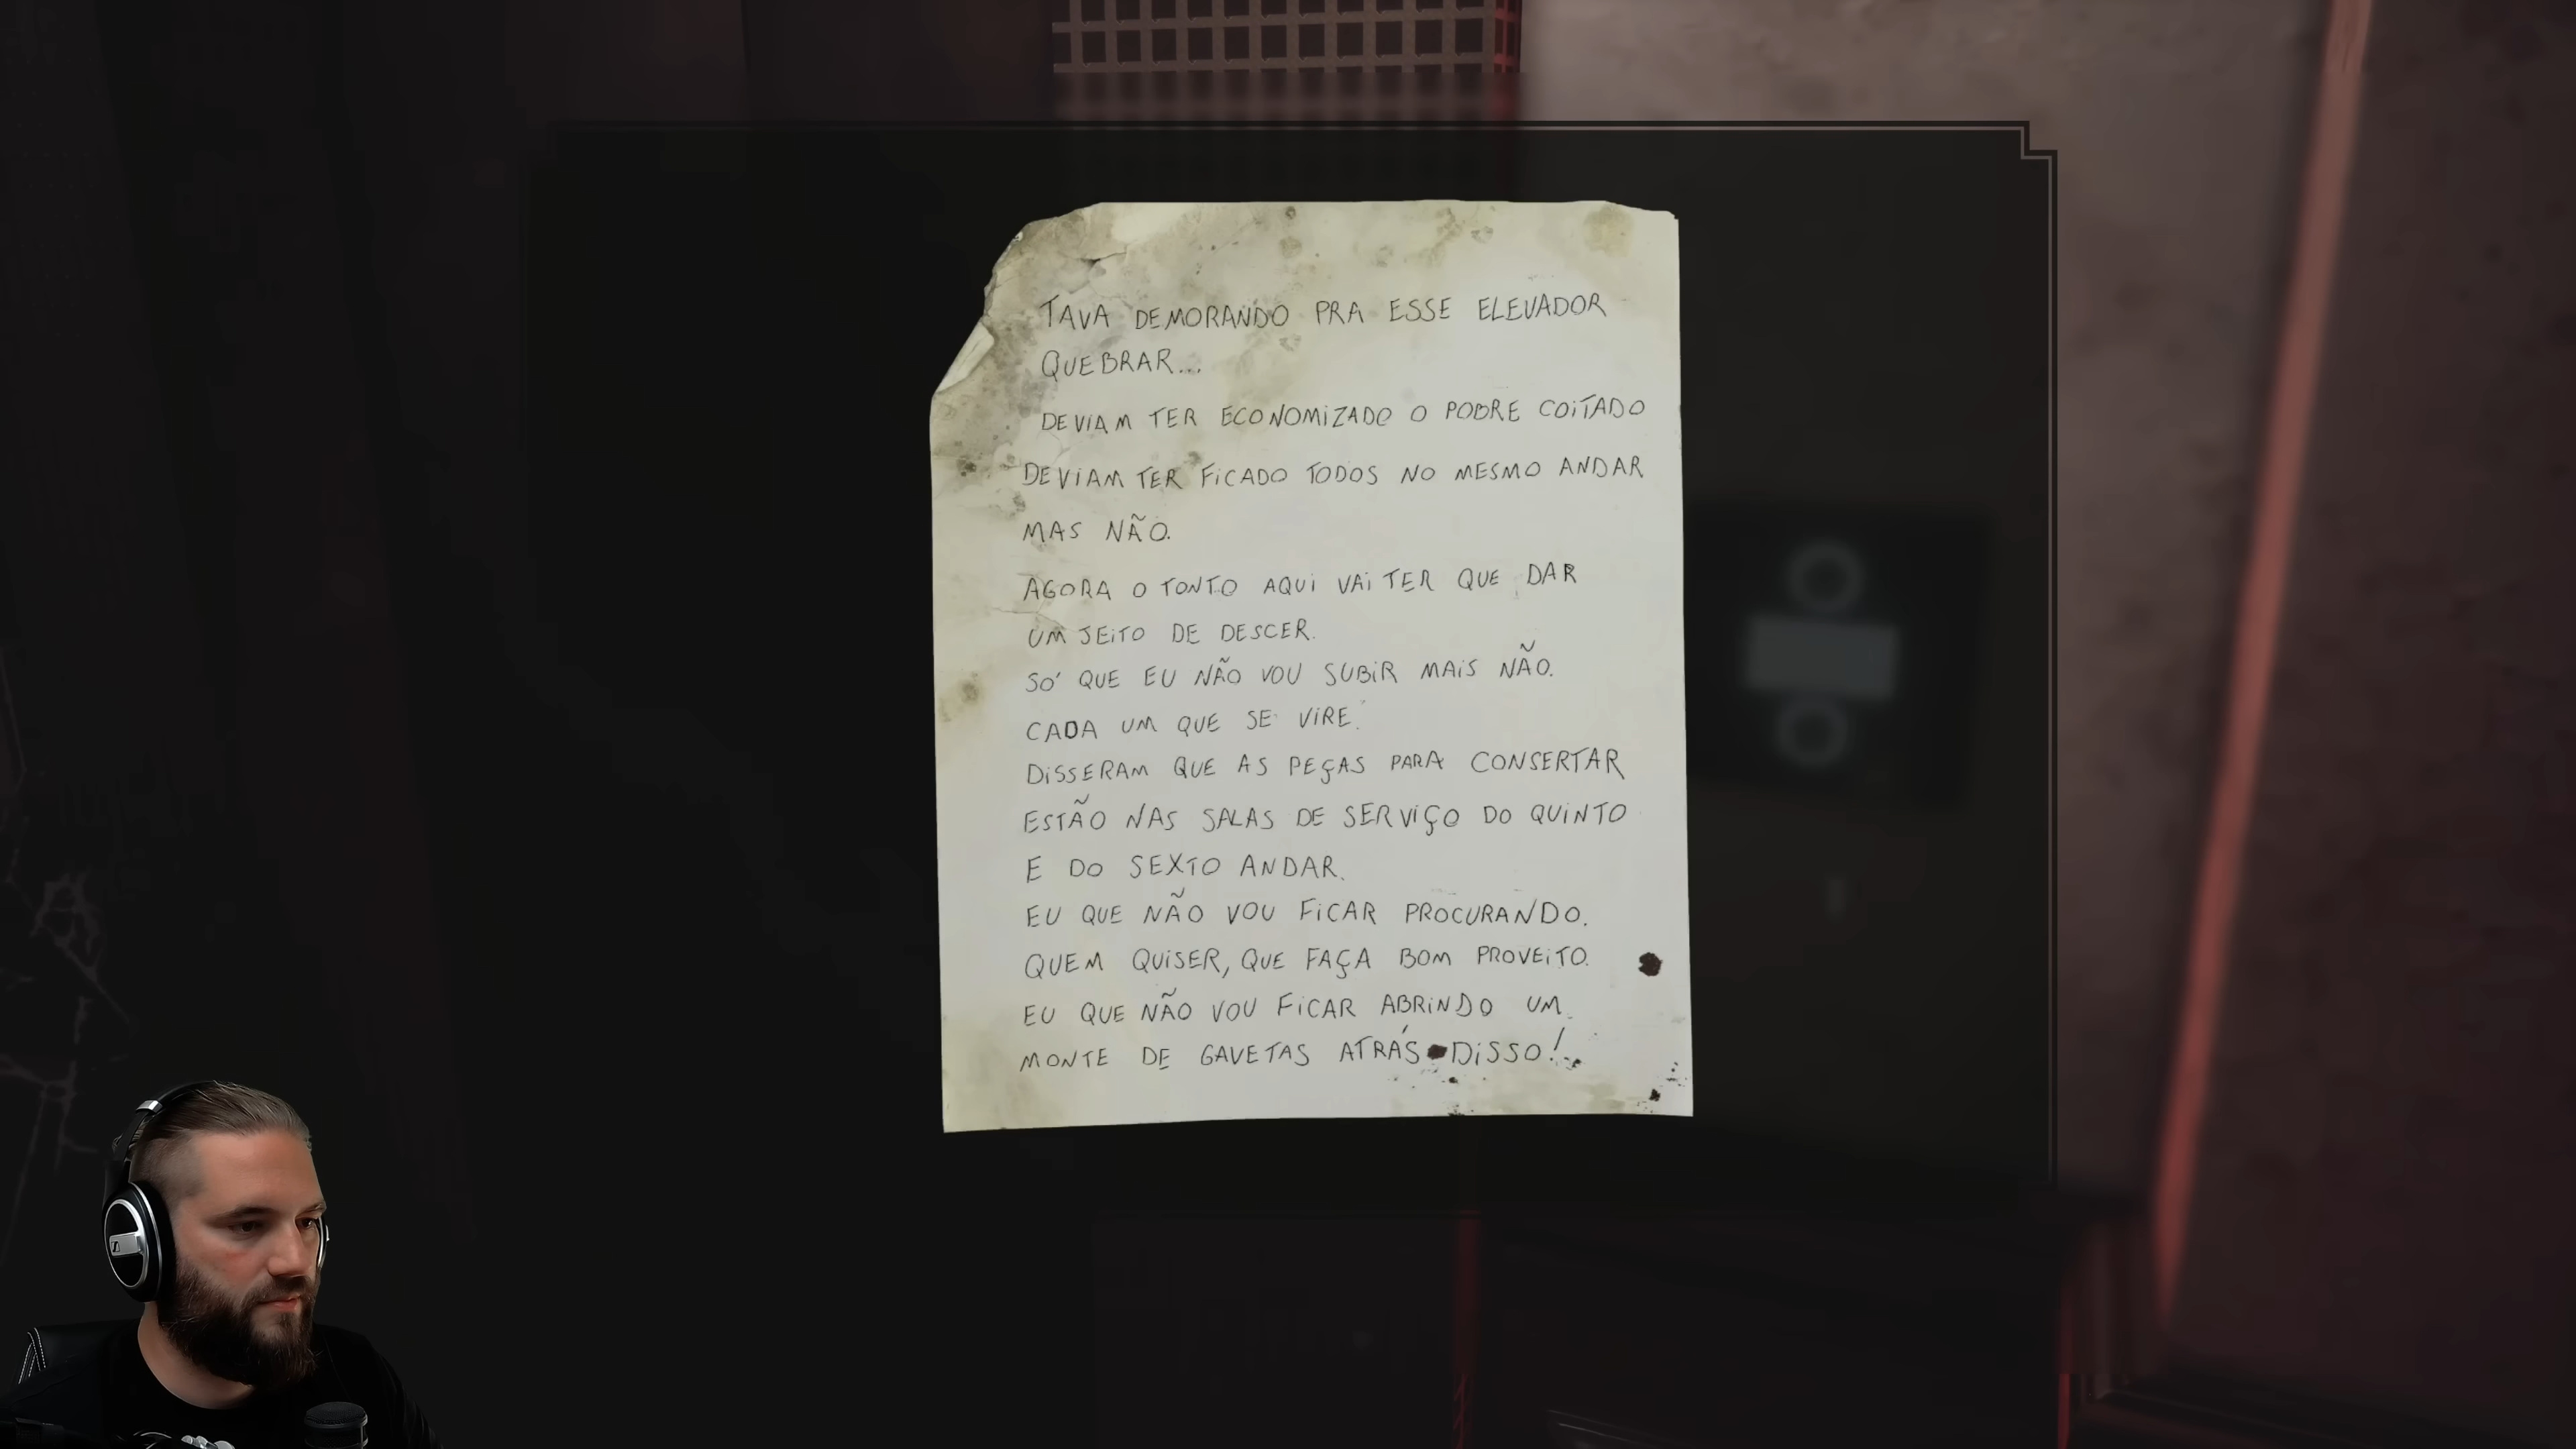 TAVA DEMORANDO PRA ESSE ELEVADOR
QUEBRAR...
DEVIAM TER ECONOMIZADO O POBRE COITADO
DEVIAM TER FiCADO TODOS NO MESMO ANDAR
MAS NÃO.
AGORA O TONTO AQUi VAi TER QUE DAR
UM JEiTO DE DESCER.
SÓ QUE EU NÃO VOU SUBiR MAiS NÃO.
CADA UM QUE SE ViRE.
DiSSERAM QUE AS PEÇAS PARA CONSERTAR
ESTÃO NAS SALAS DE SERViÇO DO QUiNTO
E DO SEXTO ANDAR.
EU QUE NÃO VOU FiCAR PROCURANDO.
QUEM QUiSER, QUE FAÇA BOM PROVEiTO.
EU QUE NÃO VOU FiCAR ABRiNDO UM
MONTE DE GAVETAS ATRÁS DiSSO!